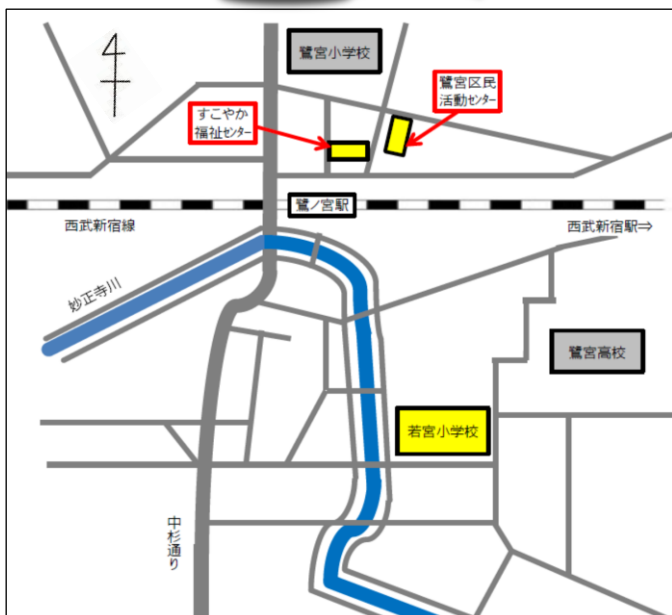 鷺宮小学校
鷺宮区民
活動センター
すこやか
福祉センター
鷺ノ宮駅
西武新宿線
西武新宿駅⇒
妙正寺川
鷺宮高校
若宮小学校
中杉通り